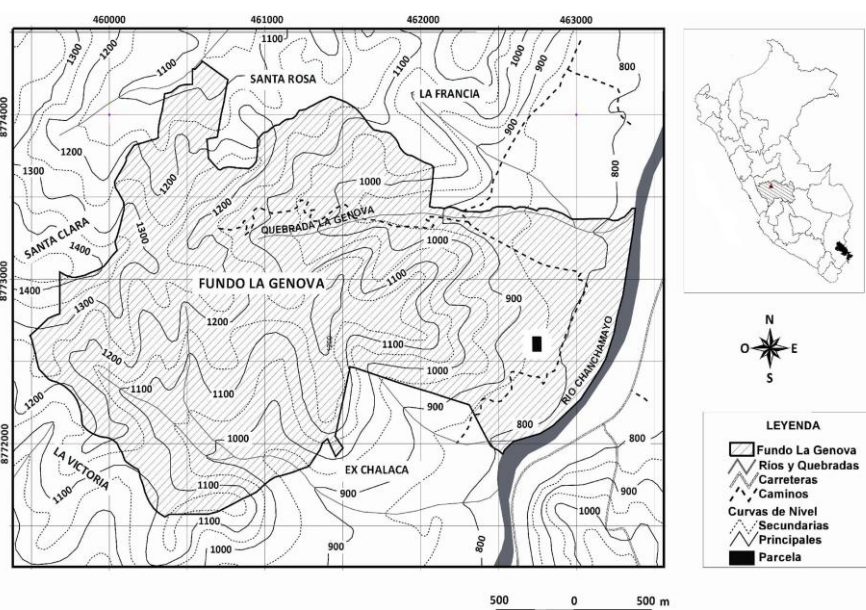 460000 461000 462000 463000
8774000
8773000
8772000
1300
1200
1100
1100
SANTA ROSA
1100
LA FRANCIA
1000
900
800
900
800
1200
1300
1200
1000
1200
QUEBRADA LA GENOVA
1000
SANTA CLARA
1300
1400
1400
1300
FUNDO LA GENOVA
1100
900
1200
1100
1000
RIO CHANCHAMAYO
1200
1100
1100
1200
900
800
1000
LA VICTORIA
1100
EX CHALACA
900
1100
1100
1000
900
800
800
900
1000
N
O E
S
LEYENDA
Fundo La Genova
Ríos y Quebradas
Carreteras
Caminos
Curvas de Nivel
Secundarias
Principales
Parcela
500 0 500 m